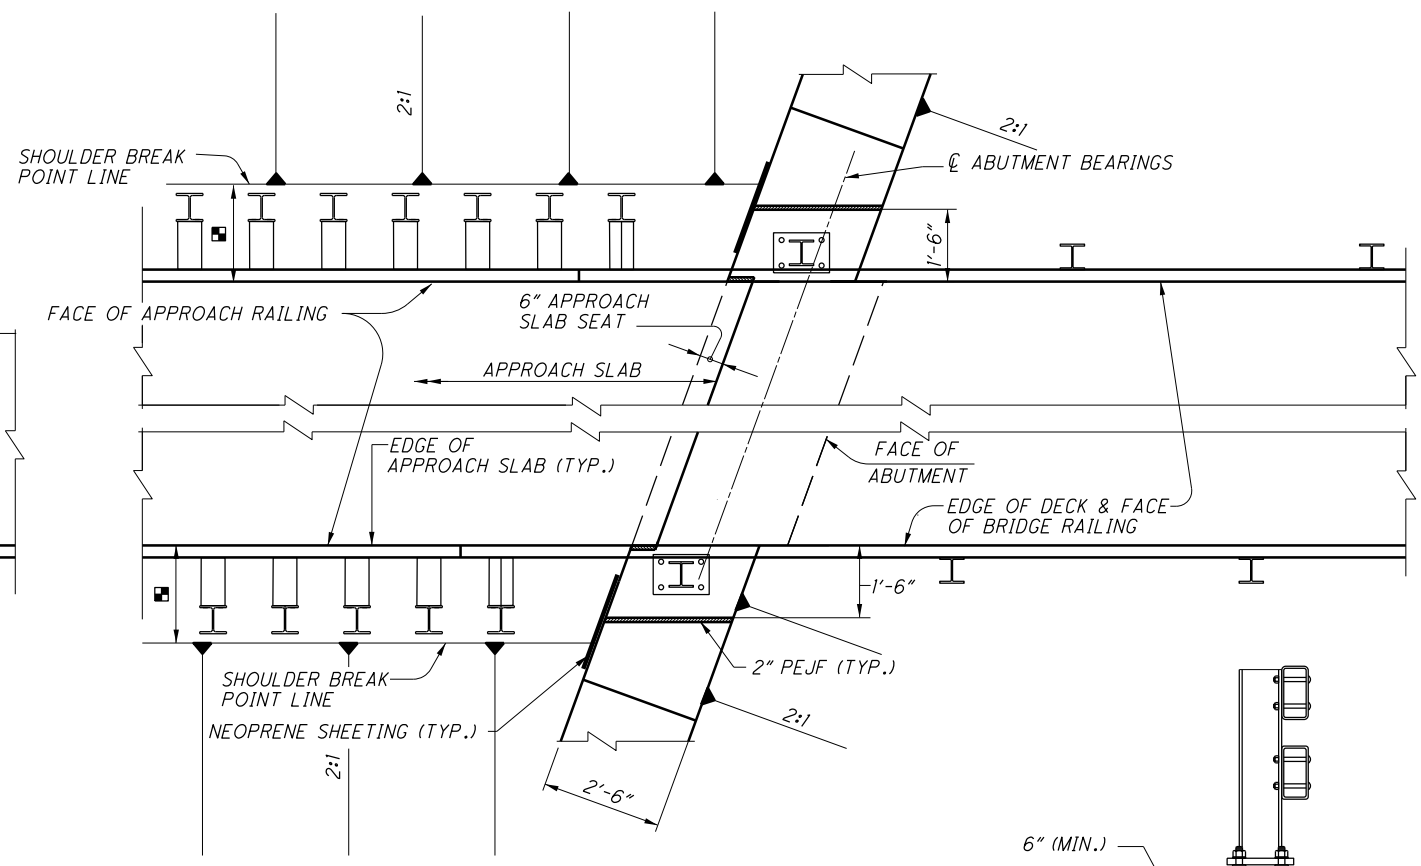 2:1
2:1
SHOULDER BREAK
POINT LINE
℄ ABUTMENT BEARINGS
1'-6"
6" APPROACH
SLAB SEAT
FACE OF APPROACH RAILING
APPROACH SLAB
EDGE OF
APPROACH SLAB (TYP.)
FACE OF
ABUTMENT
EDGE OF DECK & FACE
OF BRIDGE RAILING
1'-6"
2" PEJF (TYP.)
SHOULDER BREAK
POINT LINE
NEOPRENE SHEETING (TYP.)
2:1
2:1
2'-6"
6" (MIN.)